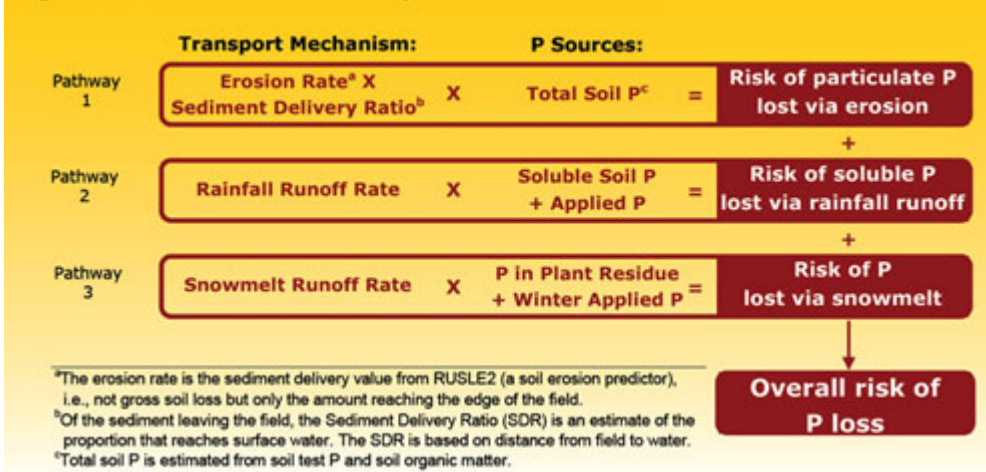 Transport Mechanism:
P Sources:
Pathway
1
Erosion Rateᵃ X
Sediment Delivery Ratioᵇ
X
Total Soil Pᶜ
=
Risk of particulate P
lost via erosion
+
Pathway
2
Rainfall Runoff Rate
X
Soluble Soil P
+ Applied P
=
Risk of soluble P
lost via rainfall runoff
+
Pathway
3
Snowmelt Runoff Rate
X
P in Plant Residue
+ Winter Applied P
=
Risk of P
lost via snowmelt
Overall risk of
P loss
ᵃThe erosion rate is the sediment delivery value from RUSLE2 (a soil erosion predictor),
i.e., not gross soil loss but only the amount reaching the edge of the field.
ᵇOf the sediment leaving the field, the Sediment Delivery Ratio (SDR) is an estimate of the
proportion that reaches surface water. The SDR is based on distance from field to water.
ᶜTotal soil P is estimated from soil test P and soil organic matter.